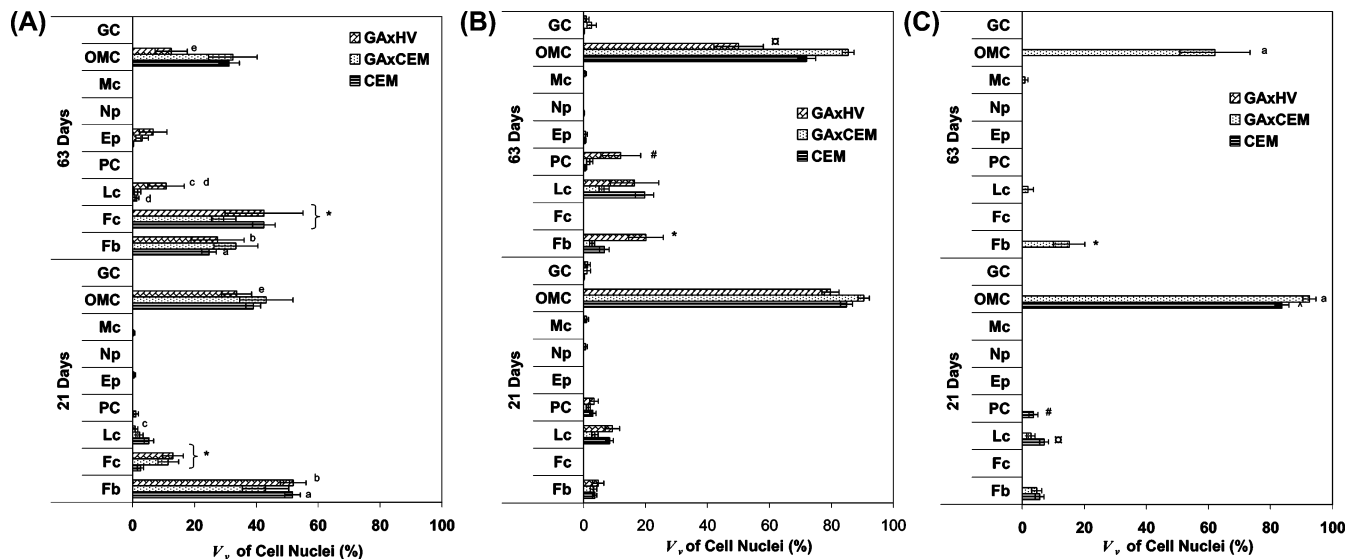 (A)
GAxHV
GAxCEM
CEM
63 Days
GC
OMC
e
Mc
Np
Ep
PC
Lc
c d
d
Fc
*
Fb
b
a
21 Days
GC
OMC
e
Mc
Np
Ep
PC
Lc
c
Fc
*
Fb
b
a
0 20 40 60 80 100
Vv of Cell Nuclei (%)
(B)
GAxHV
GAxCEM
CEM
63 Days
GC
OMC
¤
Mc
Np
Ep
PC
#
Lc
Fc
Fb
*
21 Days
GC
OMC
Mc
Np
Ep
PC
Lc
Fc
Fb
0 20 40 60 80 100
Vv of Cell Nuclei (%)
(C)
GAxHV
GAxCEM
CEM
63 Days
GC
OMC
a
Mc
Np
Ep
PC
Lc
Fc
Fb
*
21 Days
GC
OMC
a
^
Mc
Np
Ep
PC
#
Lc
¤
Fc
Fb
0 20 40 60 80 100
Vv of Cell Nuclei (%)